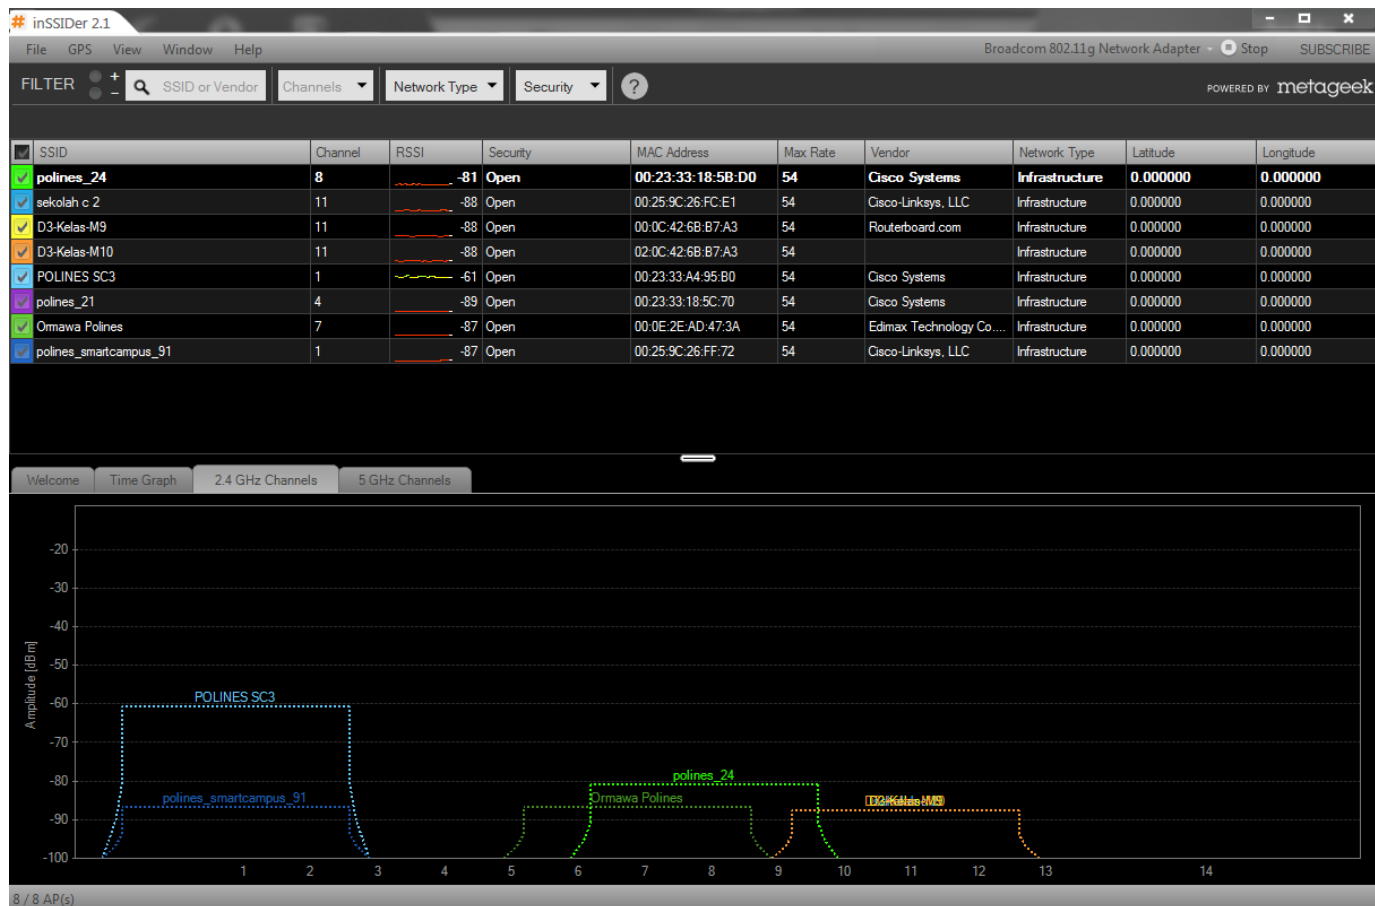 inSSIDer 2.1
File GPS View Window Help Broadcom 802.11g Network Adapter Stop SUBSCRIBE
FILTER + − SSID or Vendor Channels Network Type Security ? POWERED BY metageek
SSID Channel RSSI Security MAC Address Max Rate Vendor Network Type Latitude Longitude
polines_24 8 -81 Open 00:23:33:18:5B:D0 54 Cisco Systems Infrastructure 0.000000 0.000000
sekolah c 2 11 -88 Open 00:25:9C:26:FC:E1 54 Cisco-Linksys, LLC Infrastructure 0.000000 0.000000
D3-Kelas-M9 11 -88 Open 00:0C:42:6B:B7:A3 54 Routerboard.com Infrastructure 0.000000 0.000000
D3-Kelas-M10 11 -88 Open 02:0C:42:6B:B7:A3 54 Infrastructure 0.000000 0.000000
POLINES SC3 1 -61 Open 00:23:33:A4:95:B0 54 Cisco Systems Infrastructure 0.000000 0.000000
polines_21 4 -89 Open 00:23:33:18:5C:70 54 Cisco Systems Infrastructure 0.000000 0.000000
Ormawa Polines 7 -87 Open 00:0E:2E:AD:47:3A 54 Edimax Technology Co.... Infrastructure 0.000000 0.000000
polines_smartcampus_91 1 -87 Open 00:25:9C:26:FF:72 54 Cisco-Linksys, LLC Infrastructure 0.000000 0.000000
Welcome Time Graph 2.4 GHz Channels 5 GHz Channels
Amplitude [dBm]
-20
-30
-40
-50
-60
-70
-80
-90
-100
POLINES SC3
polines_24
polines_smartcampus_91 Ormawa Polines
1 2 3 4 5 6 7 8 9 10 11 12 13 14
8 / 8 AP(s)